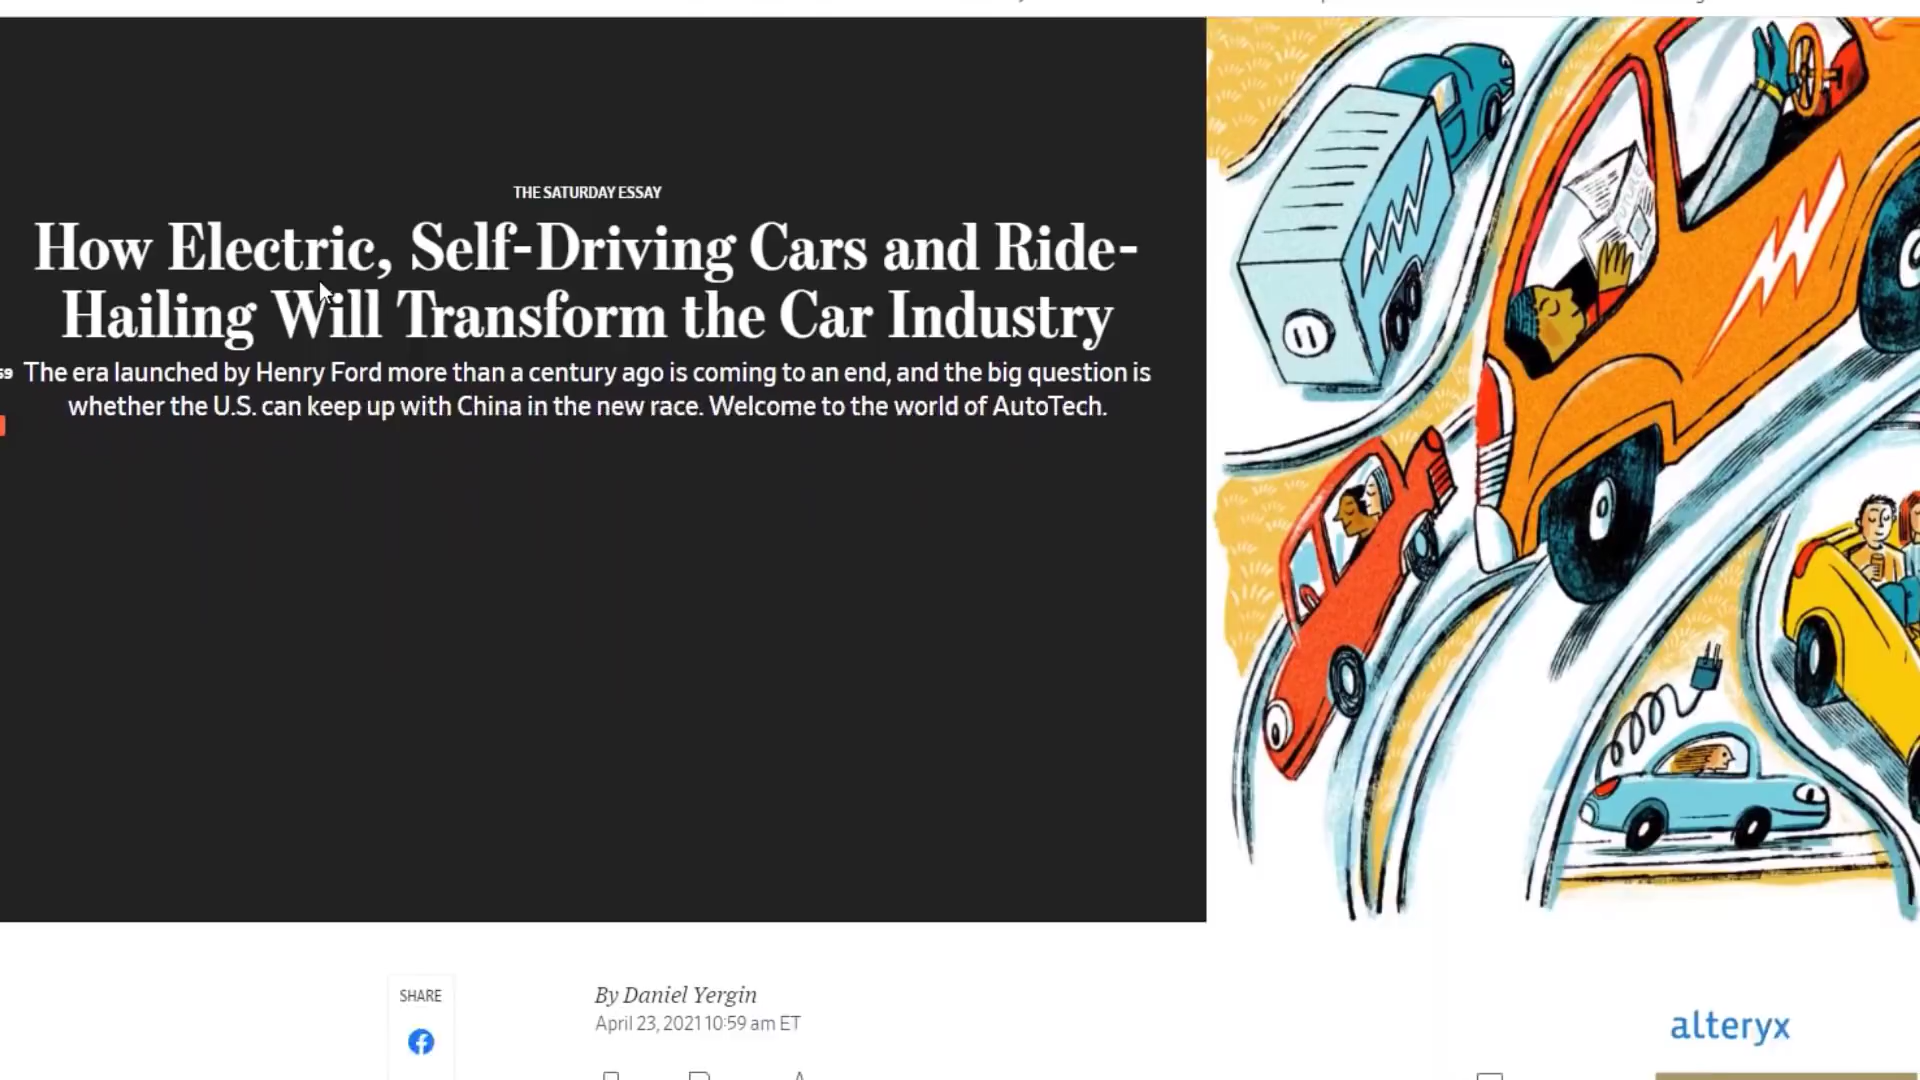 THE SATURDAY ESSAY
How Electric, Self-Driving Cars and Ride-
Hailing Will Transform the Car Industry
59
The era launched by Henry Ford more than a century ago is coming to an end, and the big question is
whether the U.S. can keep up with China in the new race. Welcome to the world of AutoTech.
SHARE
By Daniel Yergin
April 23, 2021 10:59 am ET
alteryx